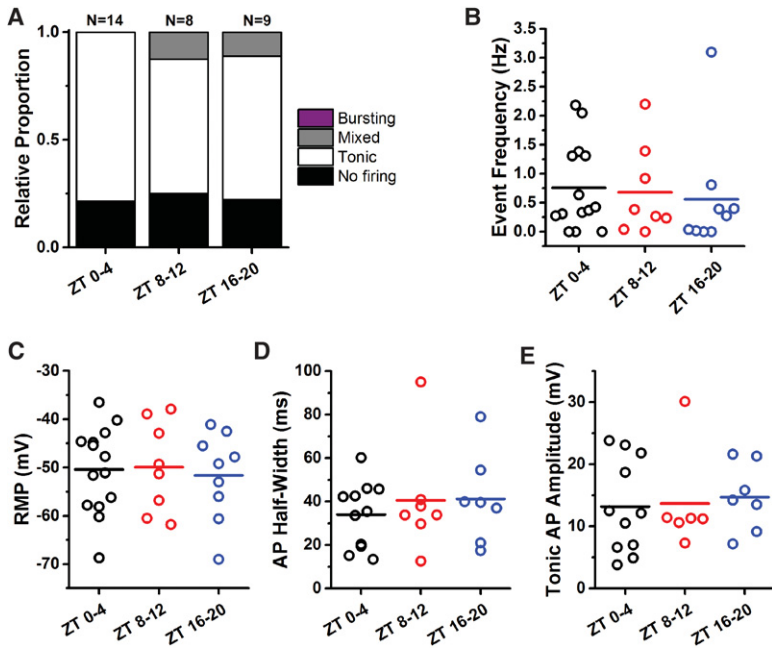 A
N=14 N=8 N=9
Relative Proportion
1.0
0.5
0.0
ZT 0-4
ZT 8-12
ZT 16-20
Bursting
Mixed
Tonic
No firing
B
Event Frequency (Hz)
3.5
3.0
2.5
2.0
1.5
1.0
0.5
0.0
ZT 0-4
ZT 8-12
ZT 16-20
C
RMP (mV)
-30
-40
-50
-60
-70
ZT 0-4
ZT 8-12
ZT 16-20
D
AP Half-Width (ms)
100
80
60
40
20
0
ZT 0-4
ZT 8-12
ZT 16-20
E
Tonic AP Amplitude (mV)
30
20
10
0
ZT 0-4
ZT 8-12
ZT 16-20